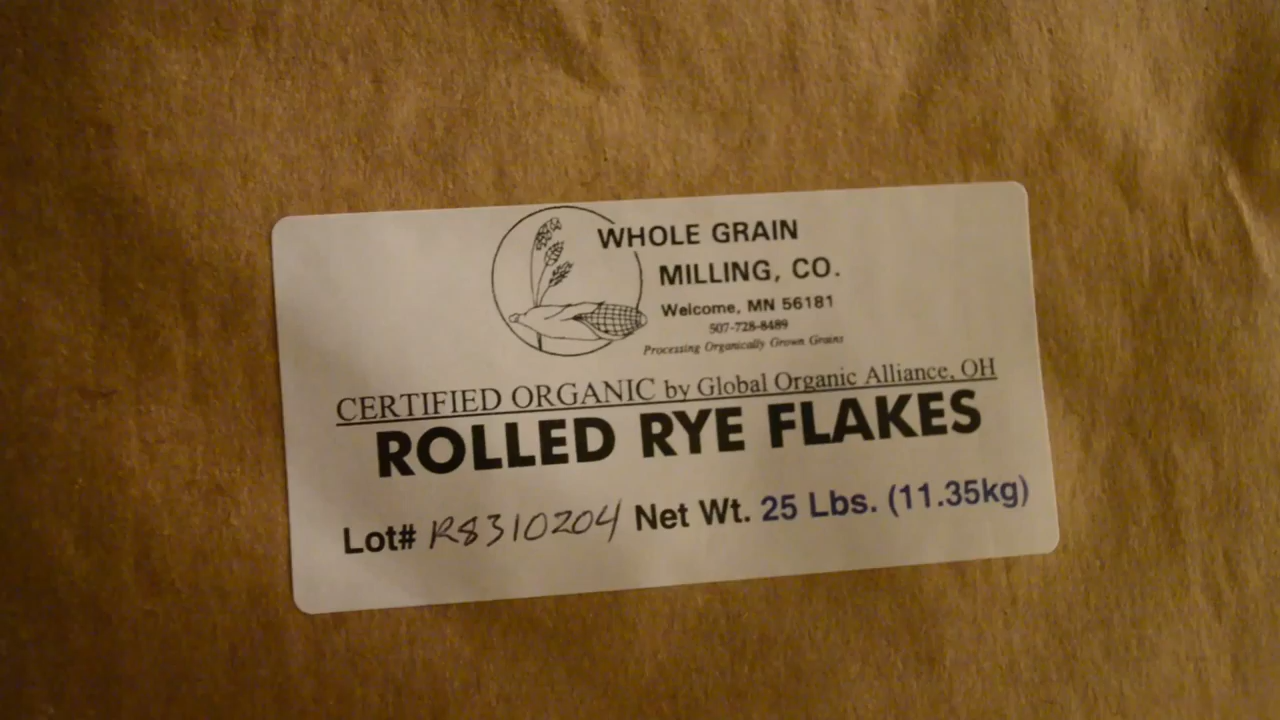 WHOLE GRAIN
MILLING, CO.
Welcome, MN 56181
507-728-8489
Processing Organically Grown Grains
CERTIFIED ORGANIC by Global Organic Alliance, OH
ROLLED RYE FLAKES
Lot# R8310204 Net Wt. 25 Lbs. (11.35kg)